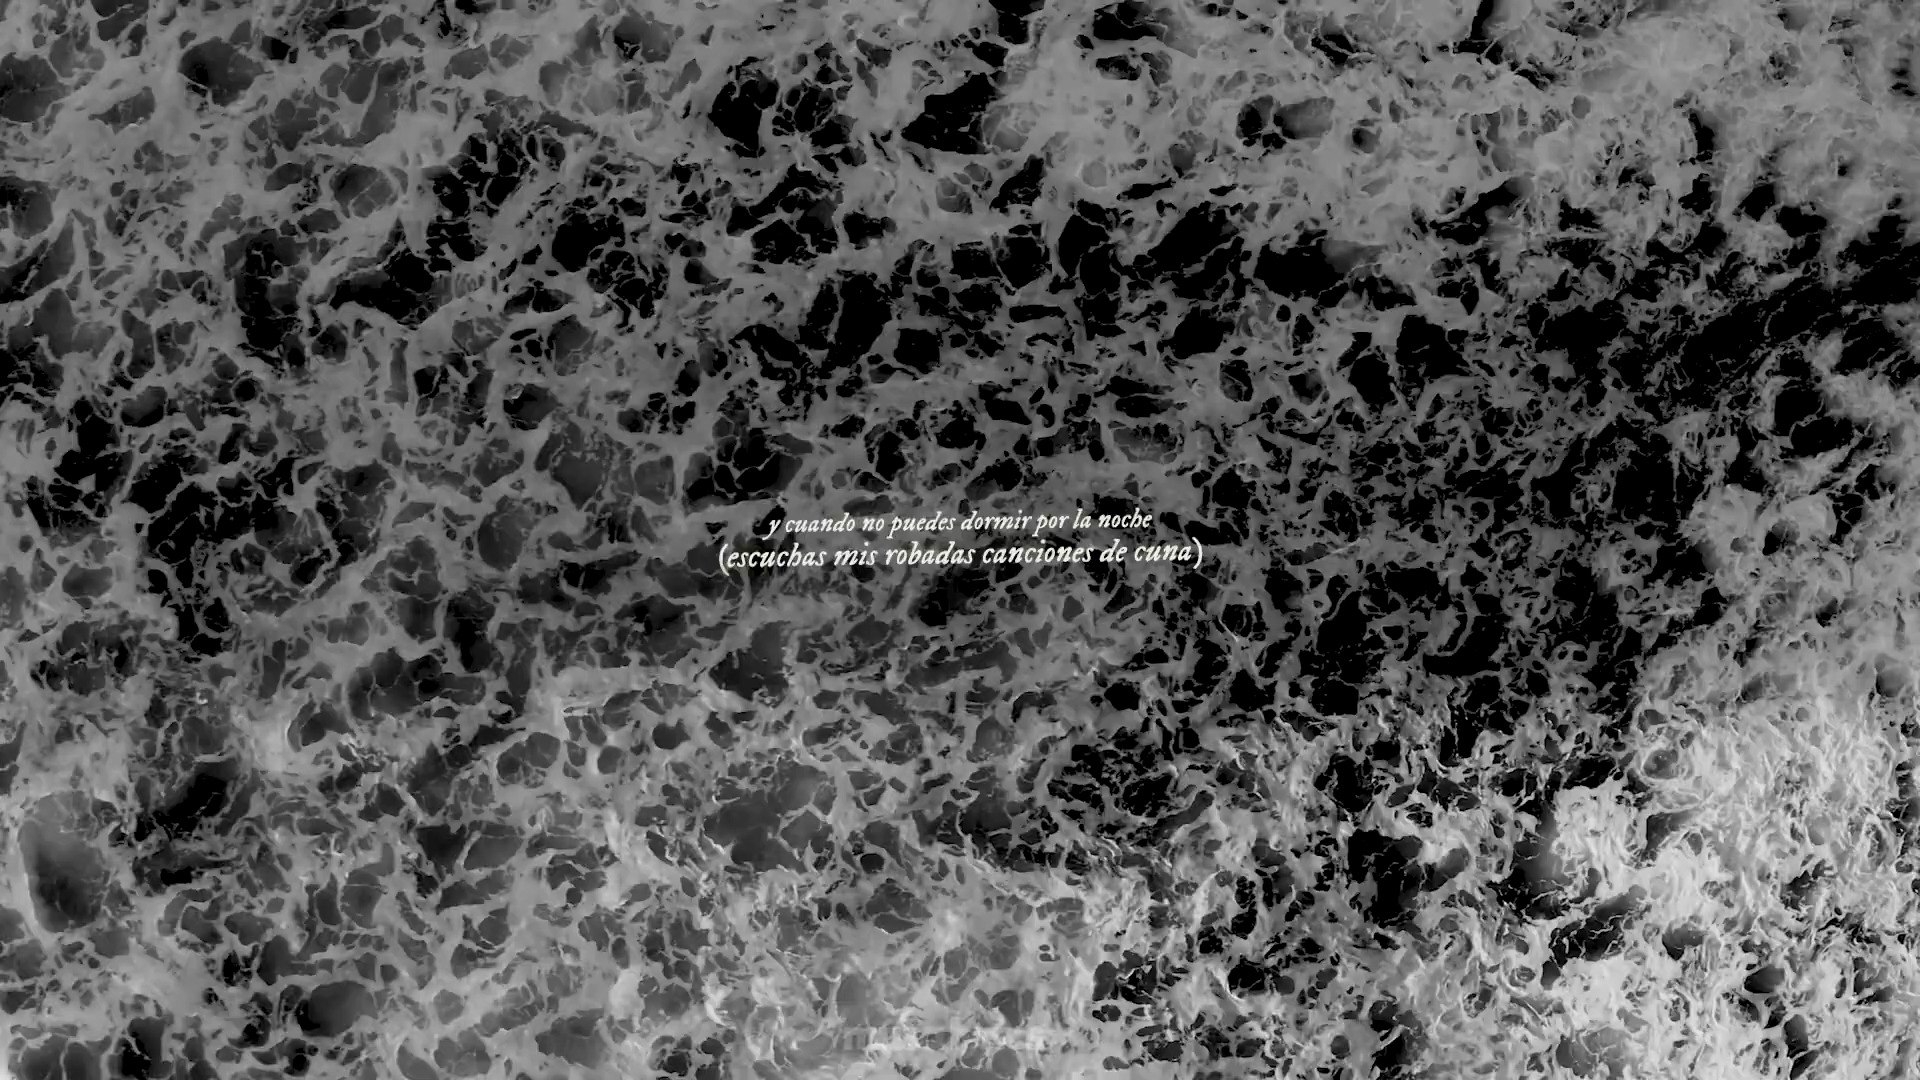 y cuando no puedes dormir por la noche
(escuchas mis robadas canciones de cuna)